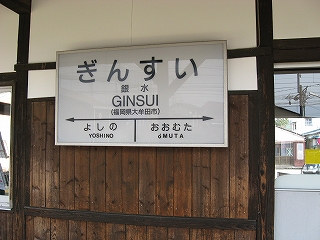 ぎんすい
銀水
GINSUI
(福岡県大牟田市)
よしの おおむた
YOSHINO ōMUTA